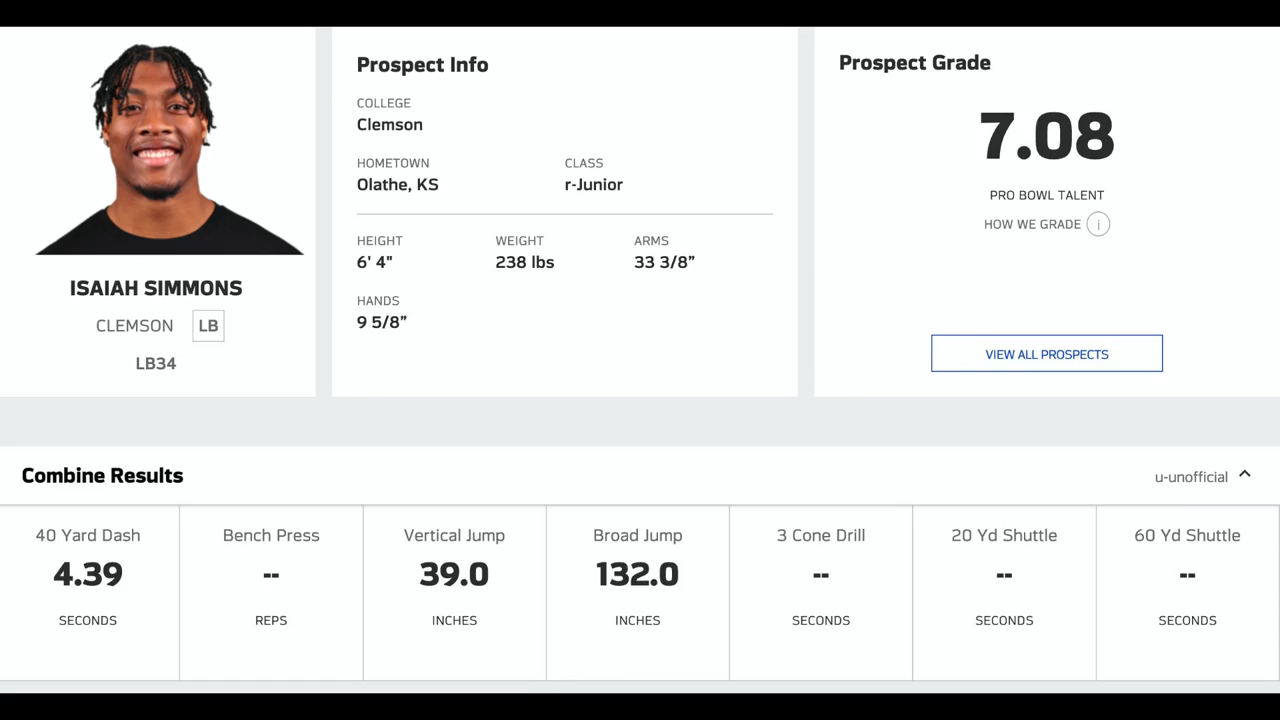 ISAIAH SIMMONS
CLEMSON LB
LB34
Prospect Info
COLLEGE
Clemson
HOMETOWN CLASS
Olathe, KS r-Junior
HEIGHT WEIGHT ARMS
6' 4" 238 lbs 33 3/8”
HANDS
9 5/8”
Prospect Grade
7.08
PRO BOWL TALENT
HOW WE GRADE i
VIEW ALL PROSPECTS
Combine Results u-unofficial
40 Yard Dash Bench Press Vertical Jump Broad Jump 3 Cone Drill 20 Yd Shuttle 60 Yd Shuttle
4.39 -- 39.0 132.0 -- -- --
SECONDS REPS INCHES INCHES SECONDS SECONDS SECONDS